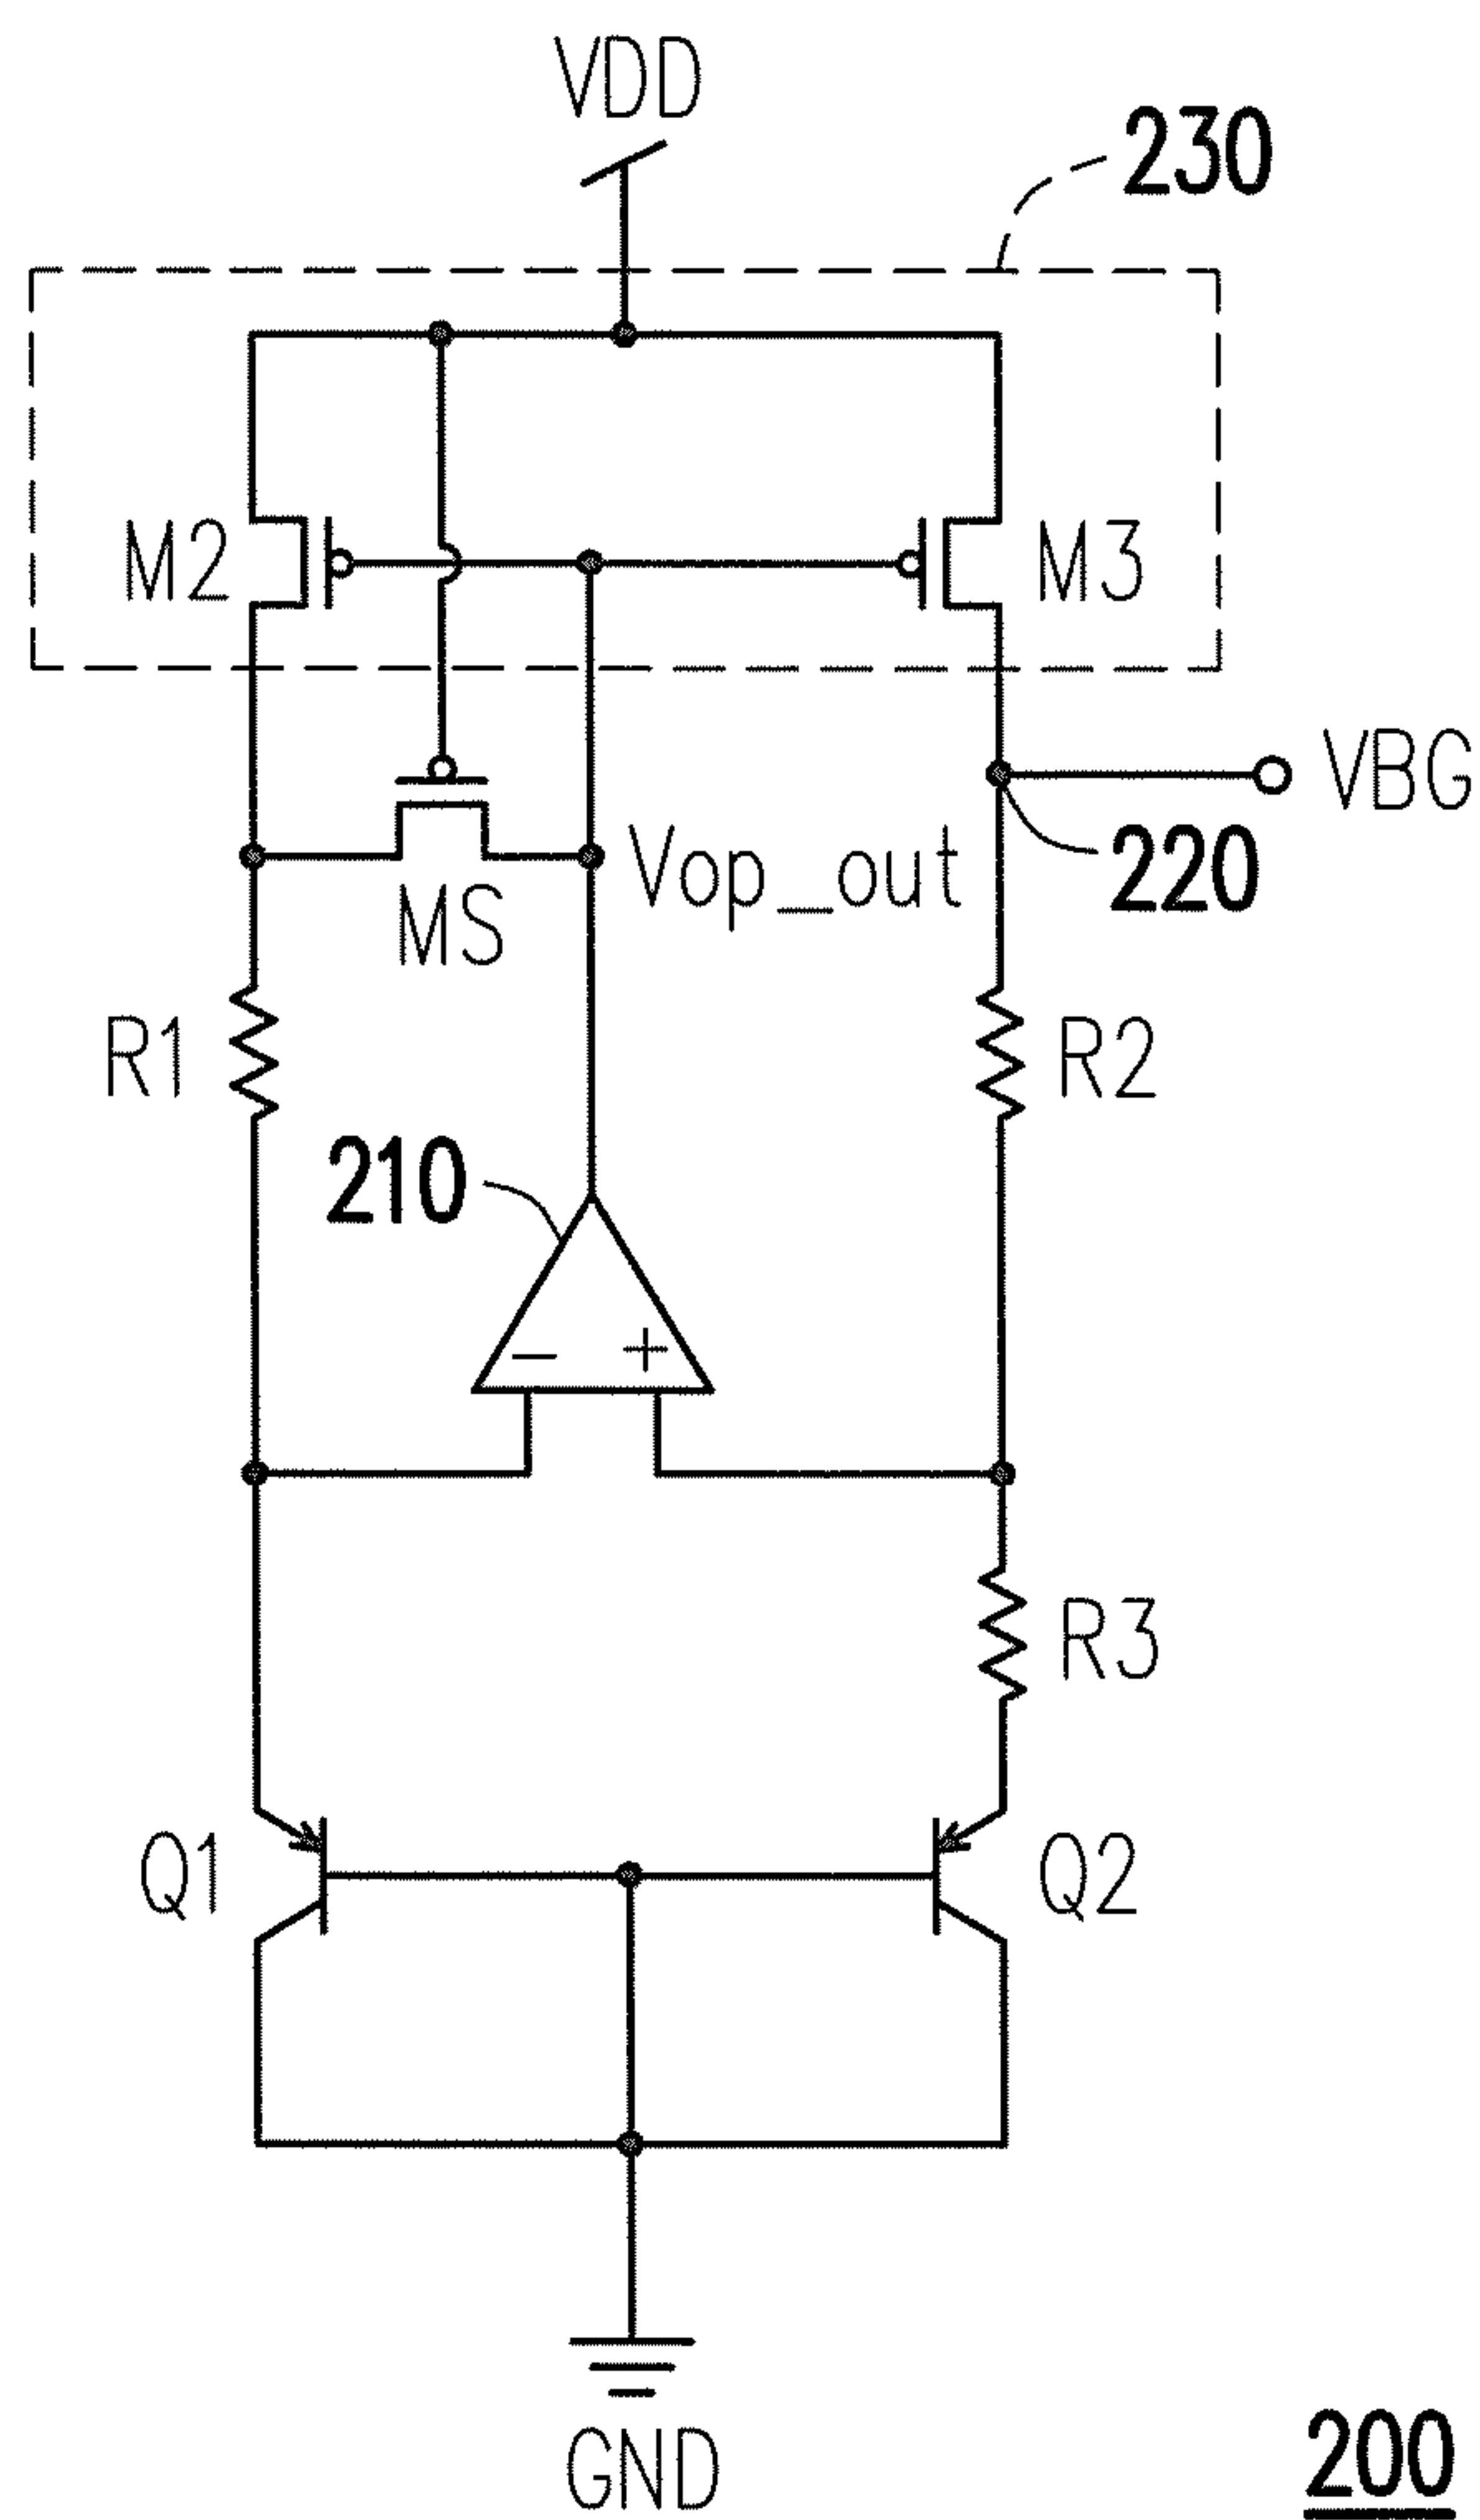 VDD
230
M2
M3
VBG
Vop_out
220
MS
R1
R2
210
−
+
R3
Q1
Q2
GND
200